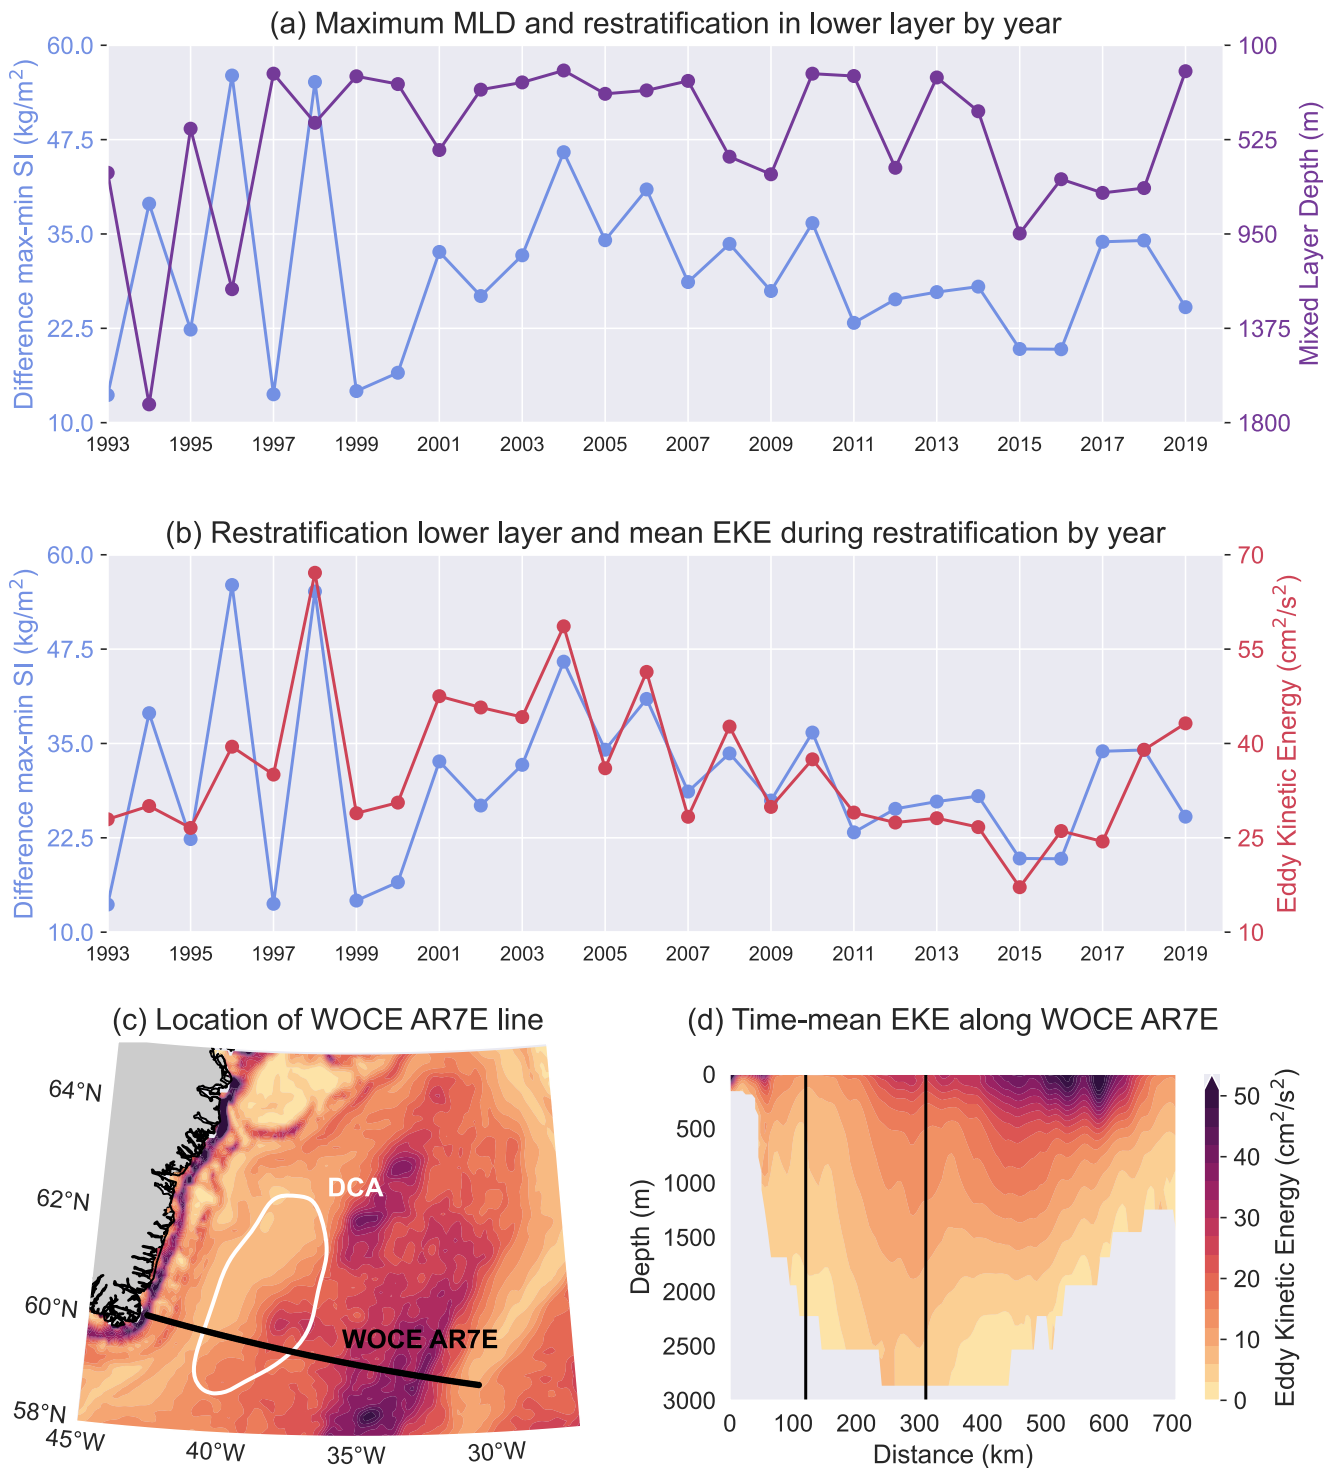 (a) Maximum MLD and restratification in lower layer by year
Difference max-min SI (kg/m²)
60.0
47.5
35.0
22.5
10.0
100
525
950
1375
1800
Mixed Layer Depth (m)
1993 1995 1997 1999 2001 2003 2005 2007 2009 2011 2013 2015 2017 2019
(b) Restratification lower layer and mean EKE during restratification by year
Difference max-min SI (kg/m²)
60.0
47.5
35.0
22.5
10.0
70
55
40
25
10
Eddy Kinetic Energy (cm²/s²)
1993 1995 1997 1999 2001 2003 2005 2007 2009 2011 2013 2015 2017 2019
(c) Location of WOCE AR7E line
64°N
62°N
60°N
58°N
45°W
40°W
35°W
30°W
DCA
WOCE AR7E
(d) Time-mean EKE along WOCE AR7E
Depth (m)
0
500
1000
1500
2000
2500
3000
0 100 200 300 400 500 600 700
Distance (km)
50
40
30
20
10
0
Eddy Kinetic Energy (cm²/s²)